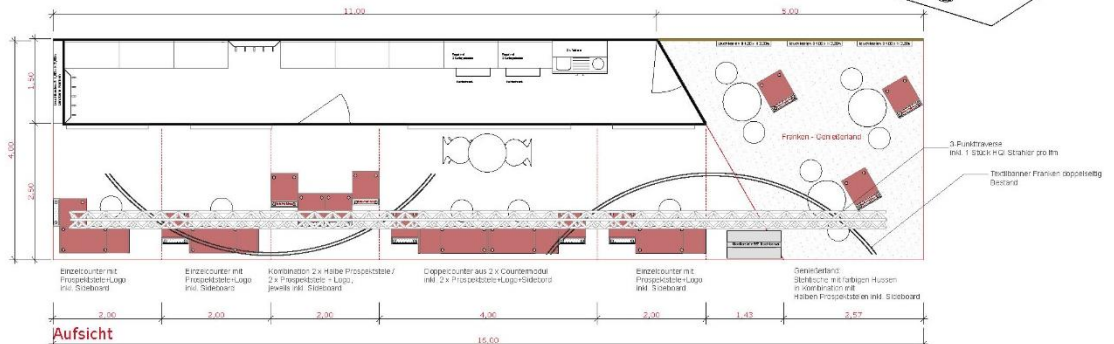 11,00
5,00
1,50
4,00
2,50
Franken - Genießerland
3-Punkttraverse
inkl. 1 Stück HQI-Strahler pro lfm
Textilbanner Franken doppelseitig
Bestand
Einzelcounter mit
Prospektstele+Logo
inkl. Sideboard
Einzelcounter mit
Prospektstele+Logo
inkl. Sideboard
Kombination 2 x Halbe Prospektstele /
2 x Prospektstele + Logo,
jeweils inkl. Sideboard
Doppelcounter aus 2 x Countermodul
inkl. 2 x Prospektstele+Logo+Sideboard
Einzelcounter mit
Prospektstele+Logo
inkl. Sideboard
Genießerland:
Stehtische mit farbigen Hussen
in Kombination mit
Halben Prospektstelen inkl. Sideboard
2,00
2,00
2,00
4,00
2,00
1,43
2,57
Aufsicht
15,00